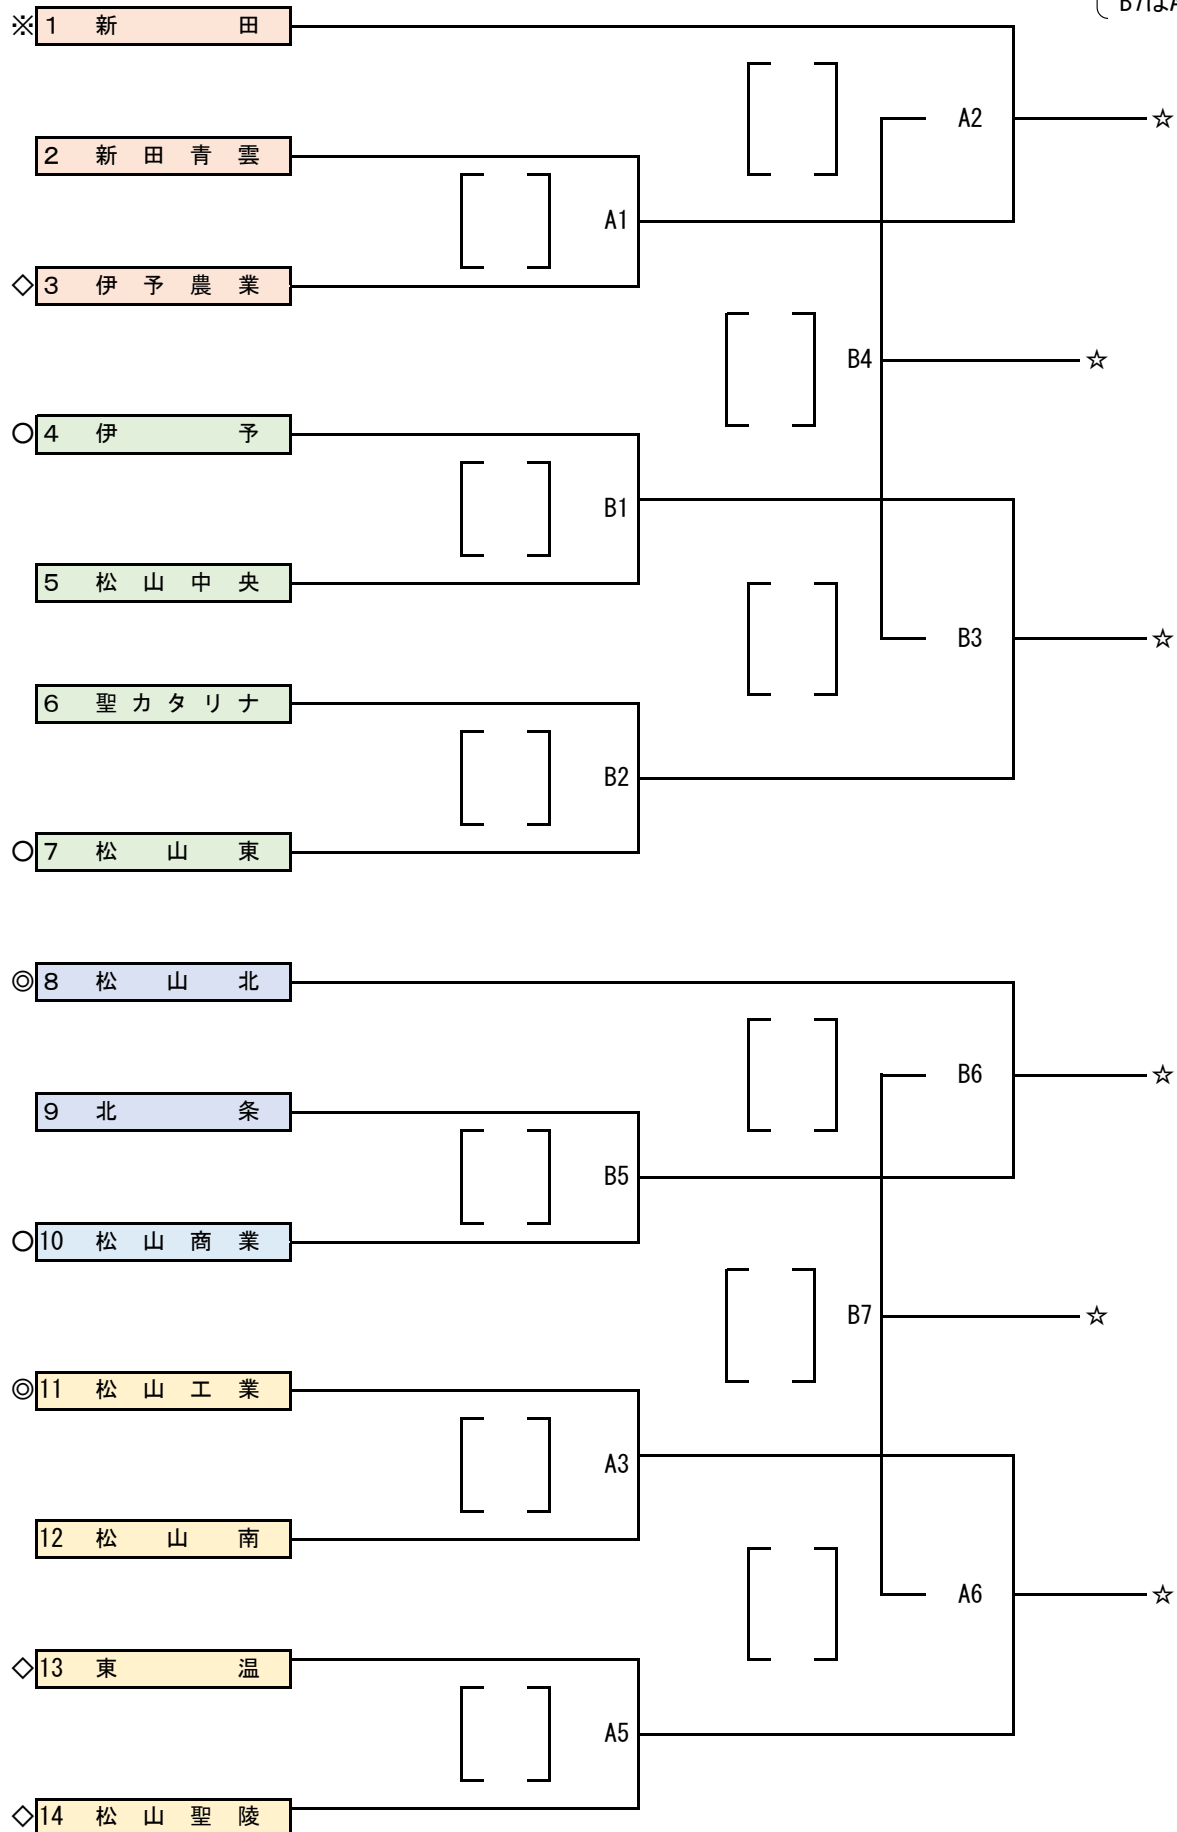 B7はA
※ 1 新田
A2 ☆
2 新田青雲
A1
◇ 3 伊予農業
B4 ☆
○ 4 伊予
B1
5 松山中央
B3 ☆
6 聖カタリナ
B2
○ 7 松山東
◎ 8 松山北
B6 ☆
9 北条
B5
○ 10 松山商業
B7 ☆
◎ 11 松山工業
A3
12 松山南
A6 ☆
◇ 13 東温
A5
◇ 14 松山聖陵